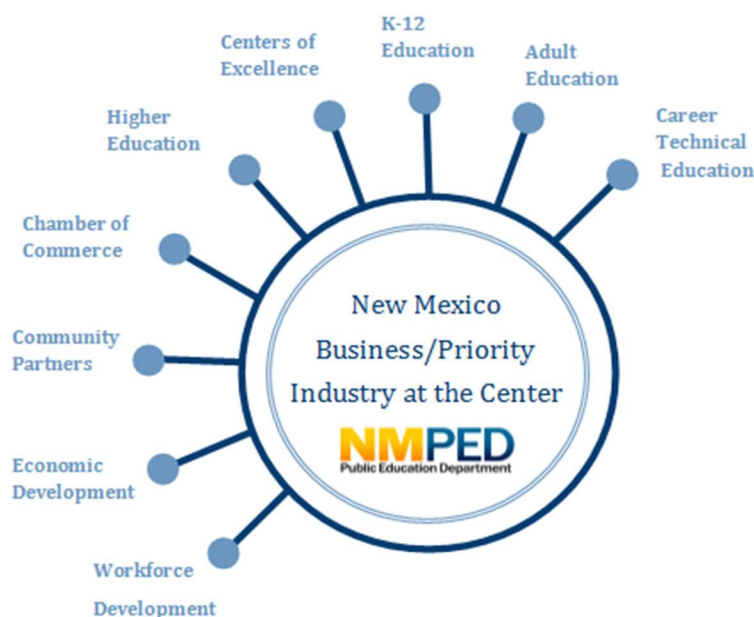 K-12
Education
Centers of
Excellence
Adult
Education
Higher
Education
Career
Technical
Education
Chamber of
Commerce
New Mexico
Business/Priority
Industry at the Center
NMPED
Public Education Department
Community
Partners
Economic
Development
Workforce
Development